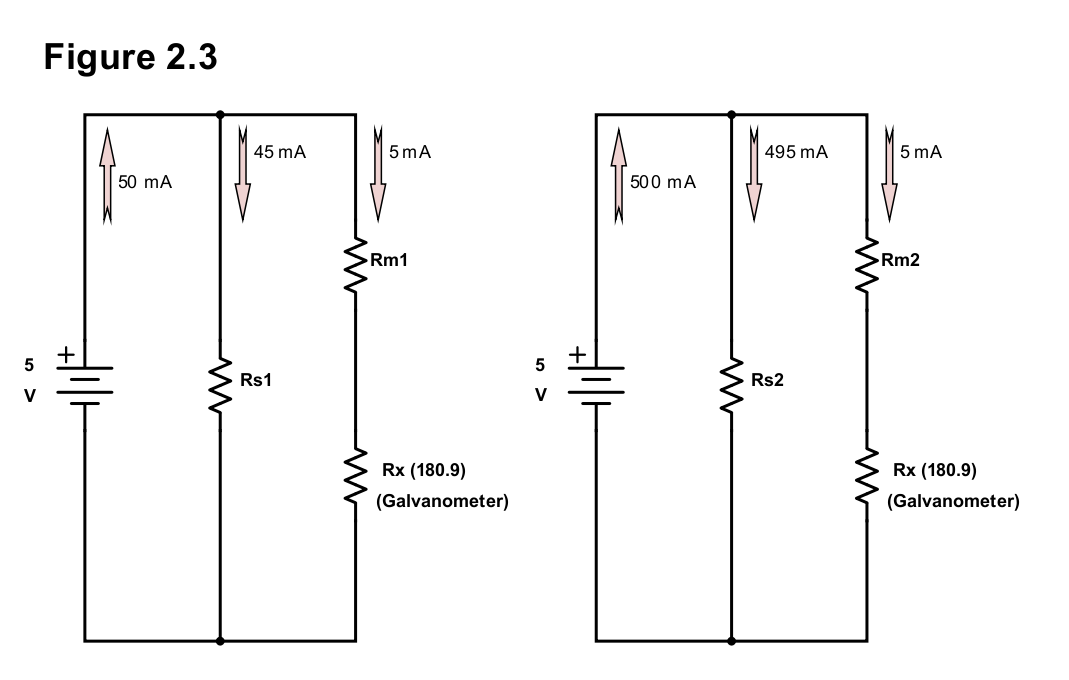 Figure 2.3
50 mA
45 mA
5 mA
Rm1
5
V
+
Rs1
Rx (180.9)
(Galvanometer)
500 mA
495 mA
5 mA
Rm2
5
V
+
Rs2
Rx (180.9)
(Galvanometer)